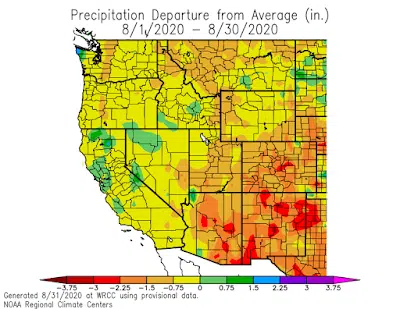 Precipitation Departure from Average (in.)
8/1/2020 – 8/30/2020
-3.75 -3 -2.25 -1.5 -0.75 0 0.75 1.5 2.25 3 3.75
Generated 8/31/2020 at WRCC using provisional data.
NOAA Regional Climate Centers